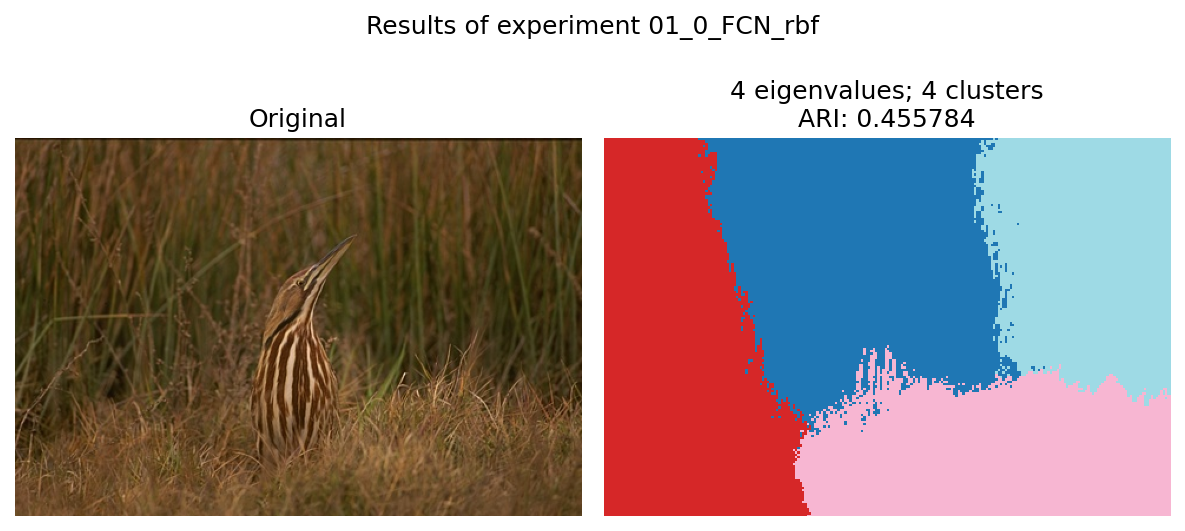 Results of experiment 01_0_FCN_rbf
Original
4 eigenvalues; 4 clusters
ARI: 0.455784